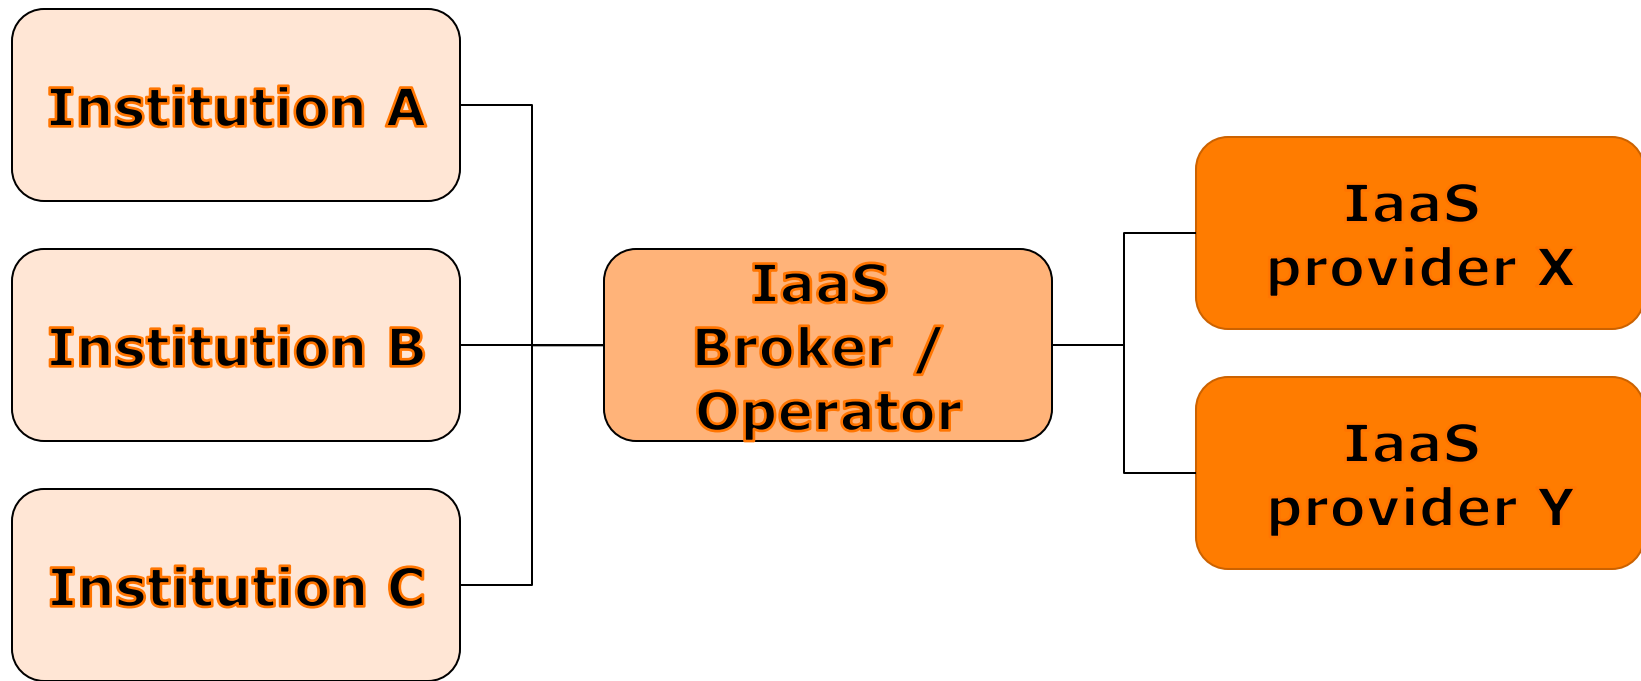 Institution A
Institution B
Institution C
IaaS
Broker /
Operator
IaaS
provider X
IaaS
provider Y